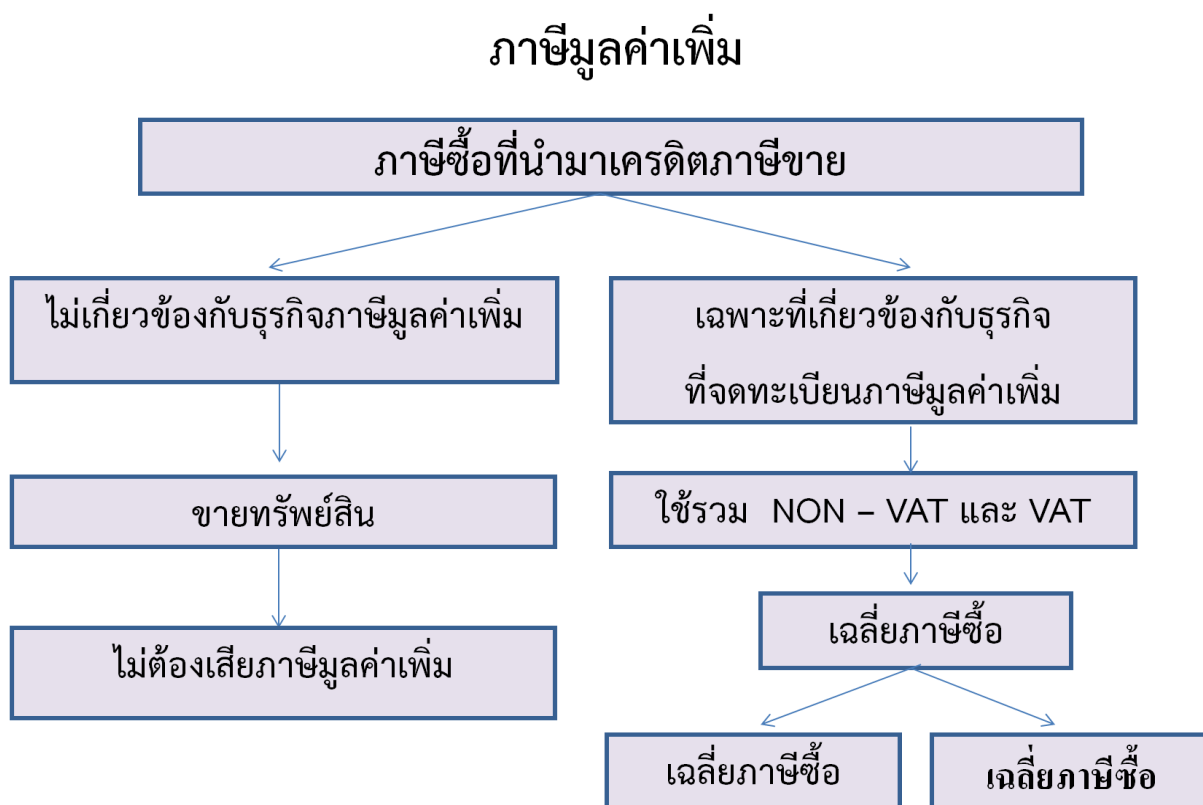 ภาษีมูลค่าเพิ่ม
ภาษีซื้อที่นำมาเครดิตภาษีขาย
ไม่เกี่ยวข้องกับธุรกิจภาษีมูลค่าเพิ่ม
ขายทรัพย์สิน
ไม่ต้องเสียภาษีมูลค่าเพิ่ม
เฉพาะที่เกี่ยวข้องกับธุรกิจ
ที่จดทะเบียนภาษีมูลค่าเพิ่ม
ใช้รวม NON – VAT และ VAT
เฉลี่ยภาษีซื้อ
เฉลี่ยภาษีซื้อ
เฉลี่ยภาษีซื้อ